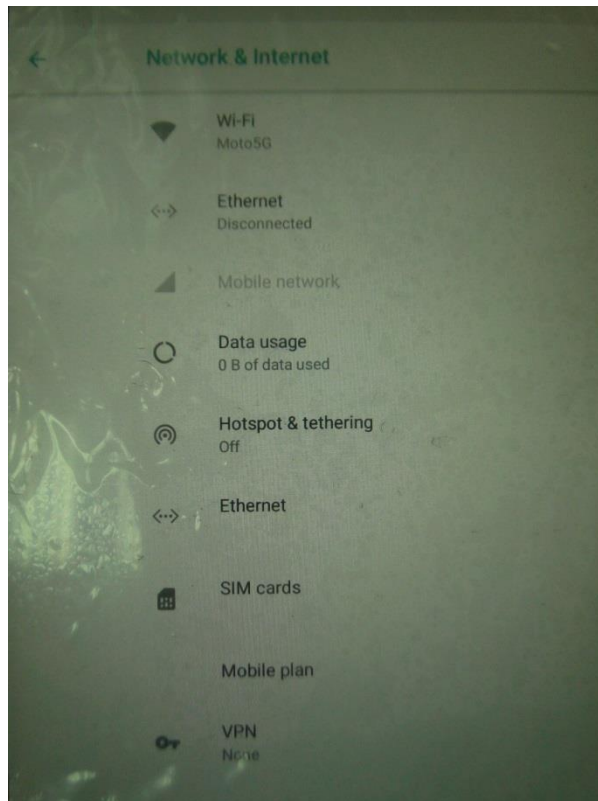 Network & Internet
Wi-Fi
Moto5G
Ethernet
Disconnected
Mobile network
Data usage
0 B of data used
Hotspot & tethering
Off
Ethernet
SIM cards
Mobile plan
VPN
None